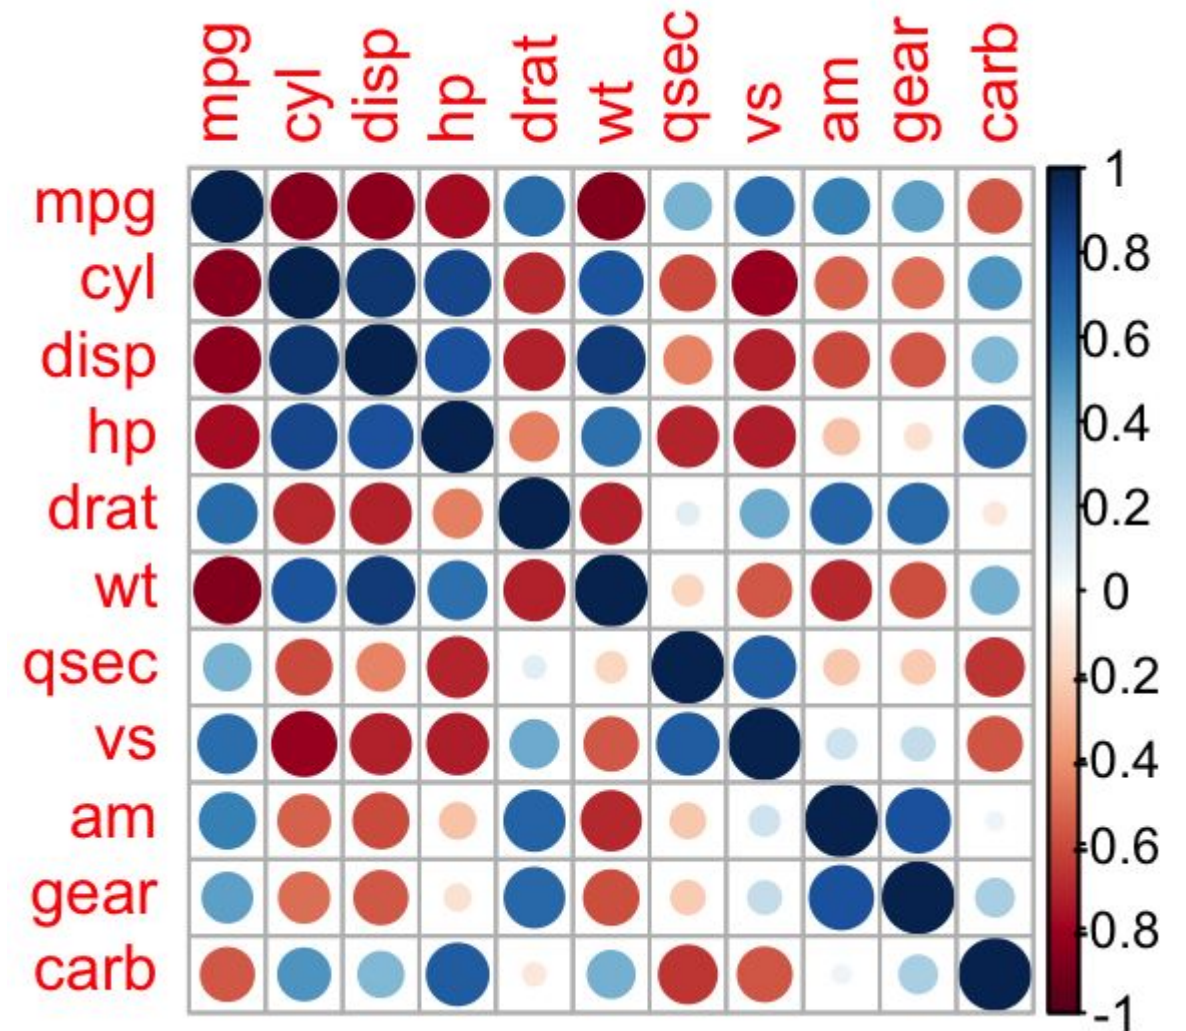 mpg cyl disp hp drat wt qsec vs am gear carb
mpg
cyl
disp
hp
drat
wt
qsec
vs
am
gear
carb
1
0.8
0.6
0.4
0.2
0
-0.2
-0.4
-0.6
-0.8
-1